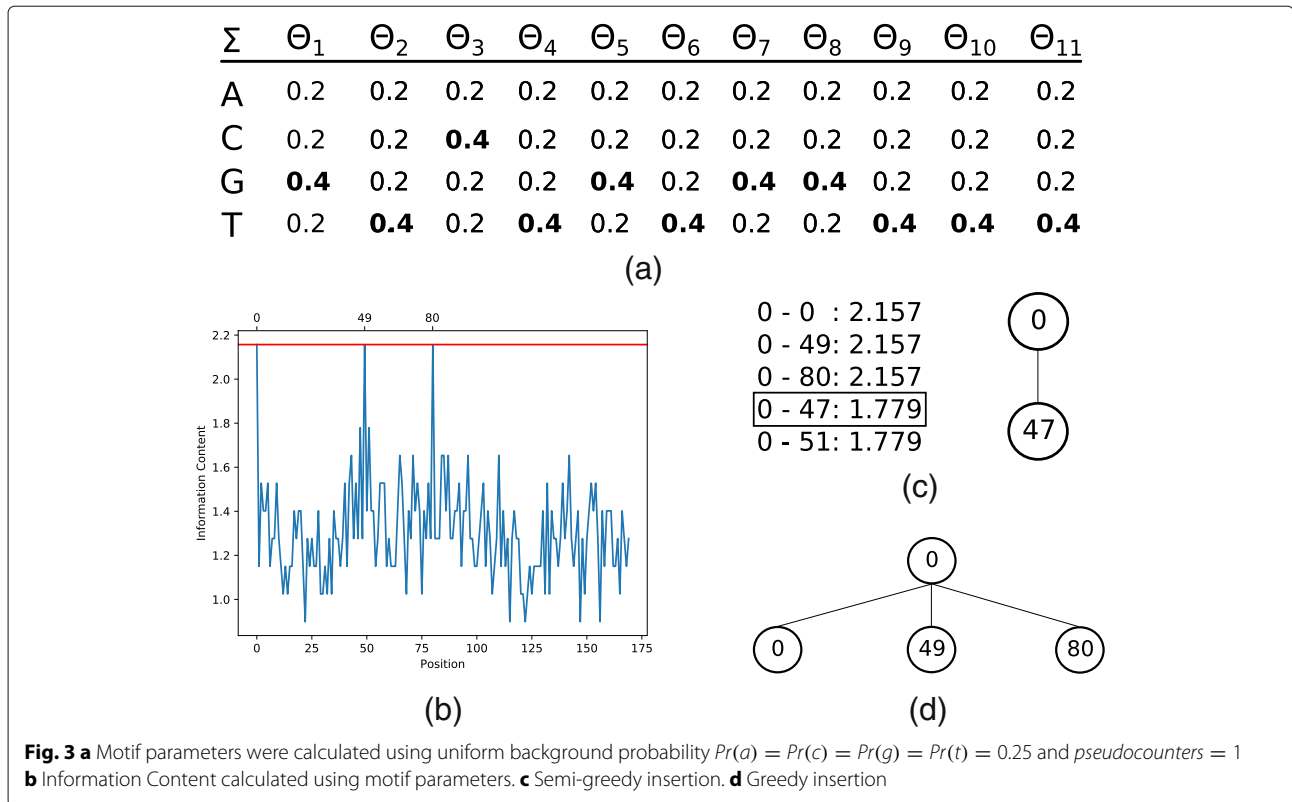 Σ Θ1 Θ2 Θ3 Θ4 Θ5 Θ6 Θ7 Θ8 Θ9 Θ10 Θ11
A 0.2 0.2 0.2 0.2 0.2 0.2 0.2 0.2 0.2 0.2 0.2
C 0.2 0.2 0.4 0.2 0.2 0.2 0.2 0.2 0.2 0.2 0.2
G 0.4 0.2 0.2 0.2 0.4 0.2 0.4 0.4 0.2 0.2 0.2
T 0.2 0.4 0.2 0.4 0.2 0.4 0.2 0.2 0.4 0.4 0.4
(a)
0 49 80
2.2
2.0
1.8
1.6
1.4
1.2
1.0
Information Content
0 25 50 75 100 125 150 175
Position
(b)
0 - 0 : 2.157
0 - 49: 2.157
0 - 80: 2.157
0 - 47: 1.779
0 - 51: 1.779
0
47
(c)
0
0 49 80
(d)
Fig. 3 a Motif parameters were calculated using uniform background probability Pr(a) = Pr(c) = Pr(g) = Pr(t) = 0.25 and pseudocounters = 1
b Information Content calculated using motif parameters. c Semi-greedy insertion. d Greedy insertion